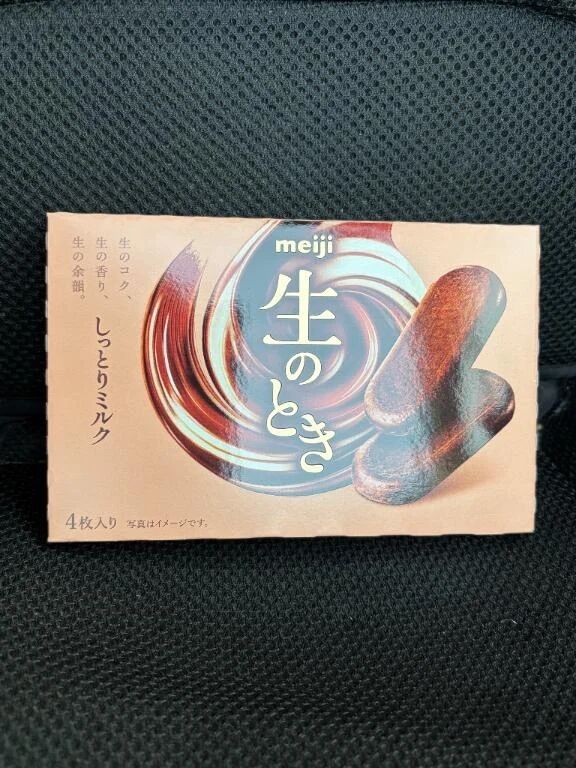 meiji
生のとき
生のコク、
生の香り、
生の余韻。
しっとりミルク
4枚入り 写真はイメージです。